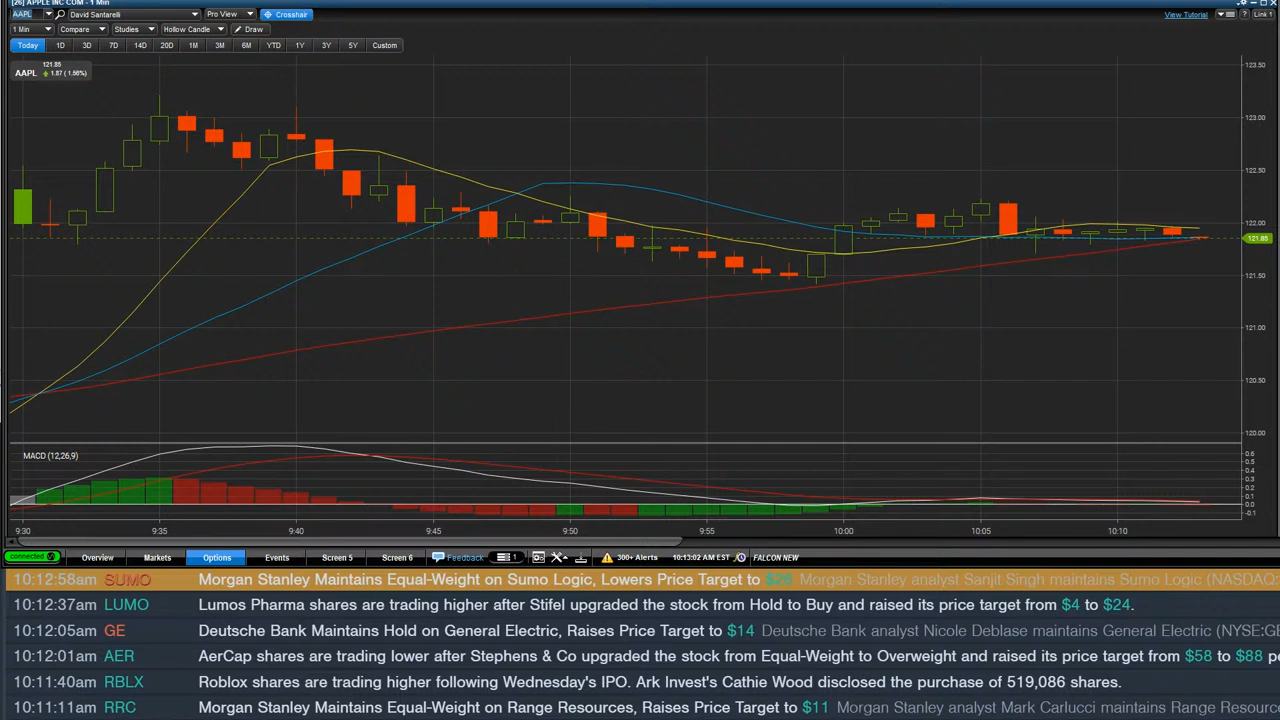 [26] APPLE INC COM - 1 Min
AAPL David Santarelli Pro View Crosshair View Tutorial ? Link 1
1 Min Compare Studies Hollow Candle Draw
Today 1D 3D 7D 14D 20D 1M 3M 6M YTD 1Y 3Y 5Y Custom
121.85
AAPL 1.87 ( 1.56%)
123.50
123.00
122.50
122.00
121.85
121.50
121.00
120.50
120.00
MACD (12,26,9)
0.6
0.5
0.4
0.3
0.2
0.1
0.0
-0.1
9:30 9:35 9:40 9:45 9:50 9:55 10:00 10:05 10:10
connected Overview Markets Options Events Screen 5 Screen 6 Feedback 1 300+ Alerts 10:13:02 AM EST FALCON NEW
10:12:58am SUMO Morgan Stanley Maintains Equal-Weight on Sumo Logic, Lowers Price Target to Morgan Stanley analyst Sanjit Singh maintains Sumo Logic (NASDAQ:
10:12:37am LUMO Lumos Pharma shares are trading higher after Stifel upgraded the stock from Hold to Buy and raised its price target from $4 to $24.
10:12:05am GE Deutsche Bank Maintains Hold on General Electric, Raises Price Target to $14 Deutsche Bank analyst Nicole Deblase maintains General Electric (NYSE:GE
10:12:01am AER AerCap shares are trading lower after Stephens & Co upgraded the stock from Equal-Weight to Overweight and raised its price target from $58 to $88 pe
10:11:40am RBLX Roblox shares are trading higher following Wednesday's IPO. Ark Invest's Cathie Wood disclosed the purchase of 519,086 shares.
10:11:11am RRC Morgan Stanley Maintains Equal-Weight on Range Resources, Raises Price Target to $11 Morgan Stanley analyst Mark Carlucci maintains Range Resource